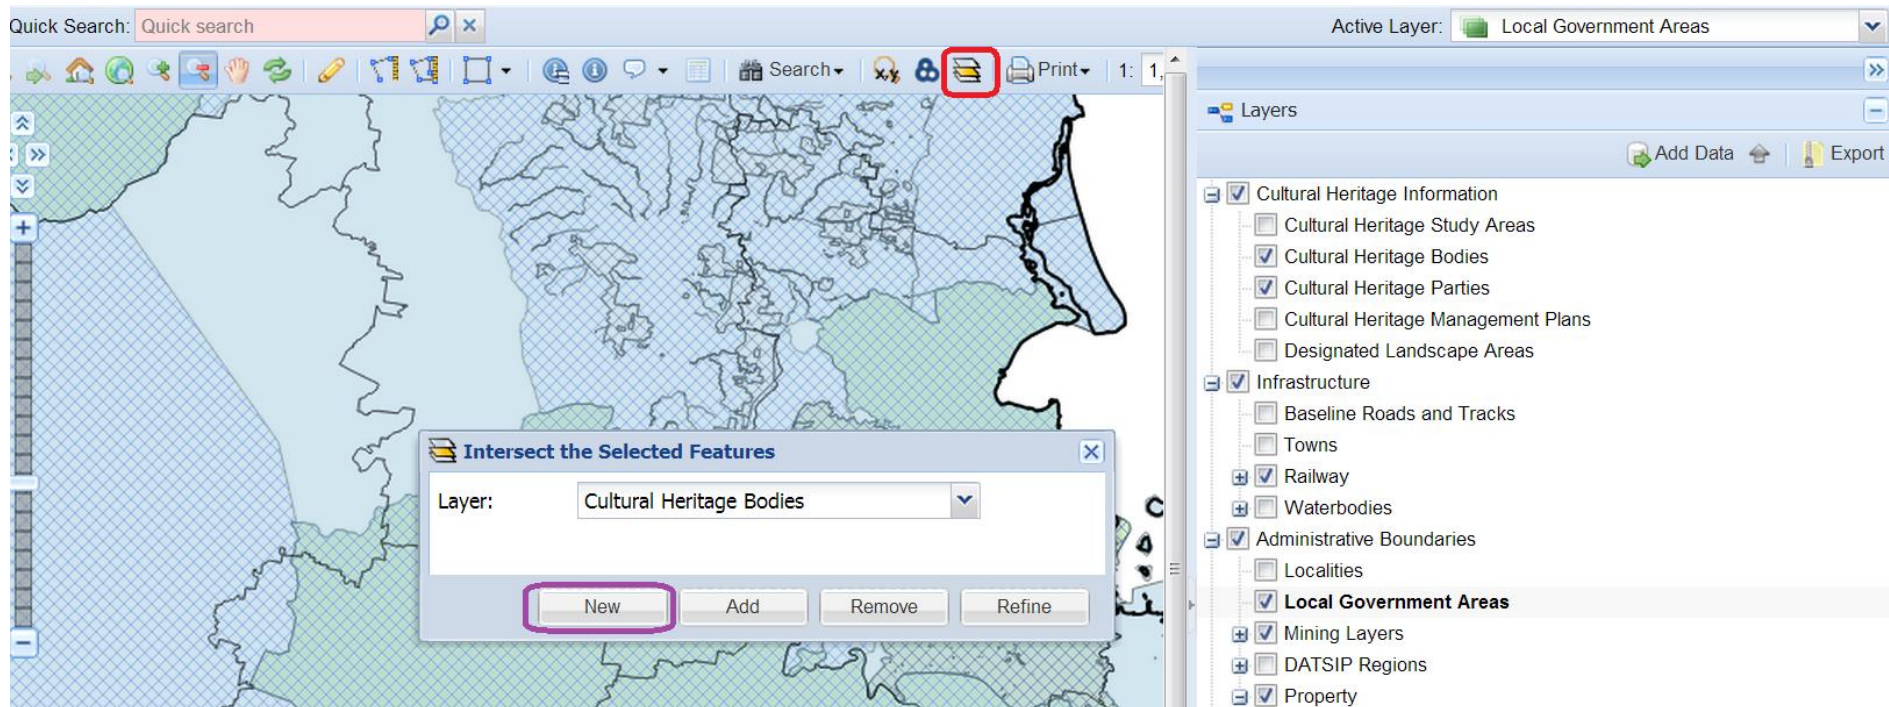 Quick Search: Quick search
Active Layer: Local Government Areas
Search
x,y
Print
1: 1,
Layers
Add Data
Export
Cultural Heritage Information
Cultural Heritage Study Areas
Cultural Heritage Bodies
Cultural Heritage Parties
Cultural Heritage Management Plans
Designated Landscape Areas
Infrastructure
Baseline Roads and Tracks
Towns
Railway
Waterbodies
Administrative Boundaries
Localities
Local Government Areas
Mining Layers
DATSIP Regions
Property
Intersect the Selected Features
Layer: Cultural Heritage Bodies
New Add Remove Refine